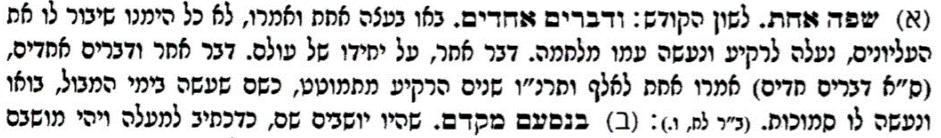 (א) שפה אחת. לשון הקודש: ודברים אחדים. באו בעצה אחת ואמרו, לא כל הימנו שיבור לו את
העליונים, נעלה לרקיע ונעשה עמו מלחמה. דבר אחר, על יחידו של עולם. דבר אחר ודברים אחדים,
(ס"א דברים חדים) אמרו אחת לאלף ותרנ"ו שנים הרקיע מתמוטט, כשם שעשה בימי המבול, בואו
ונעשה לו סמוכות. (ב"ר לח, ו.): (ב) בנסעם מקדם. שהיו יושבים שם, כדכתיב למעלה ויהי מושבם